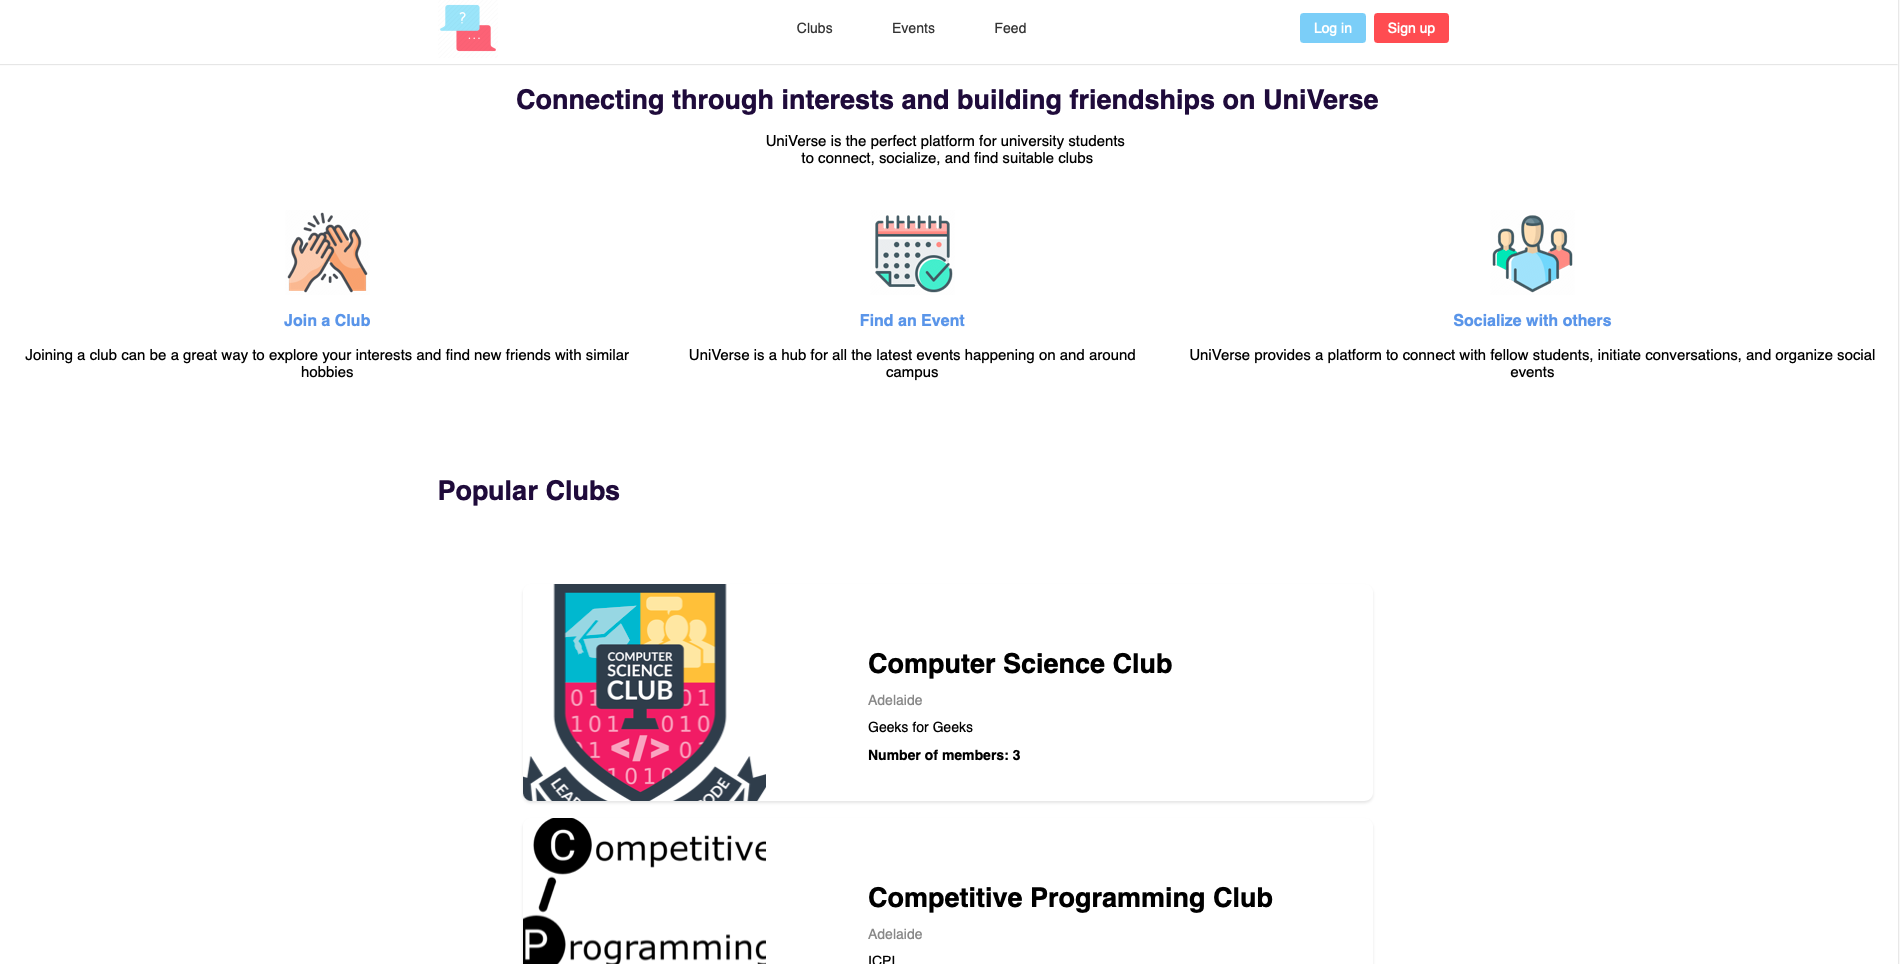 ?
...
Clubs Events Feed Log in Sign up
Connecting through interests and building friendships on UniVerse
UniVerse is the perfect platform for university students
to connect, socialize, and find suitable clubs
Join a Club
Joining a club can be a great way to explore your interests and find new friends with similar
hobbies
Find an Event
UniVerse is a hub for all the latest events happening on and around
campus
Socialize with others
UniVerse provides a platform to connect with fellow students, initiate conversations, and organize social
events
Popular Clubs
COMPUTER
SCIENCE
CLUB
01 01
101 010
01 </> 01
1010
LEA ODE
Computer Science Club
Adelaide
Geeks for Geeks
Number of members: 3
Competitive
Programming
Competitive Programming Club
Adelaide